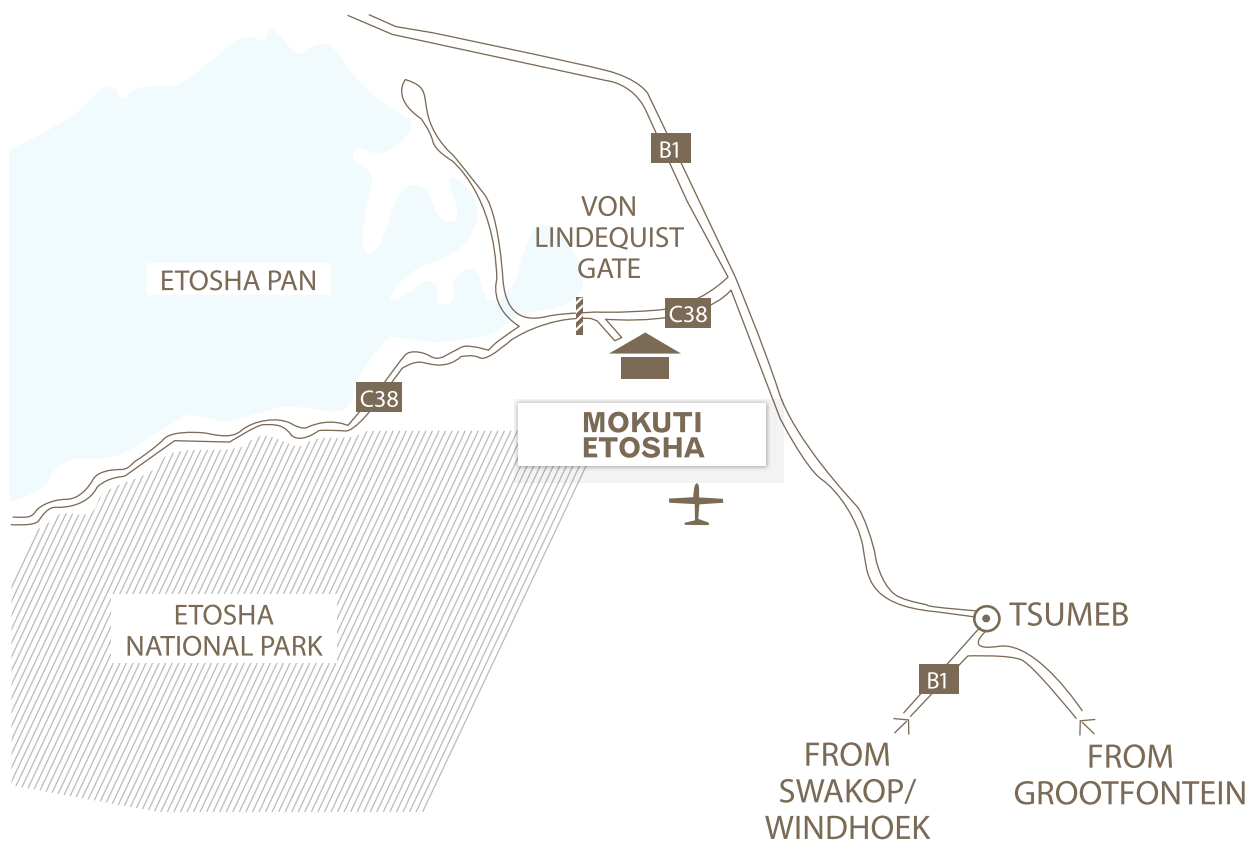 B1
VON
LINDEQUIST
GATE
ETOSHA PAN
C38
C38
MOKUTI
ETOSHA
ETOSHA
NATIONAL PARK
TSUMEB
B1
FROM
SWAKOP/
WINDHOEK
FROM
GROOTFONTEIN